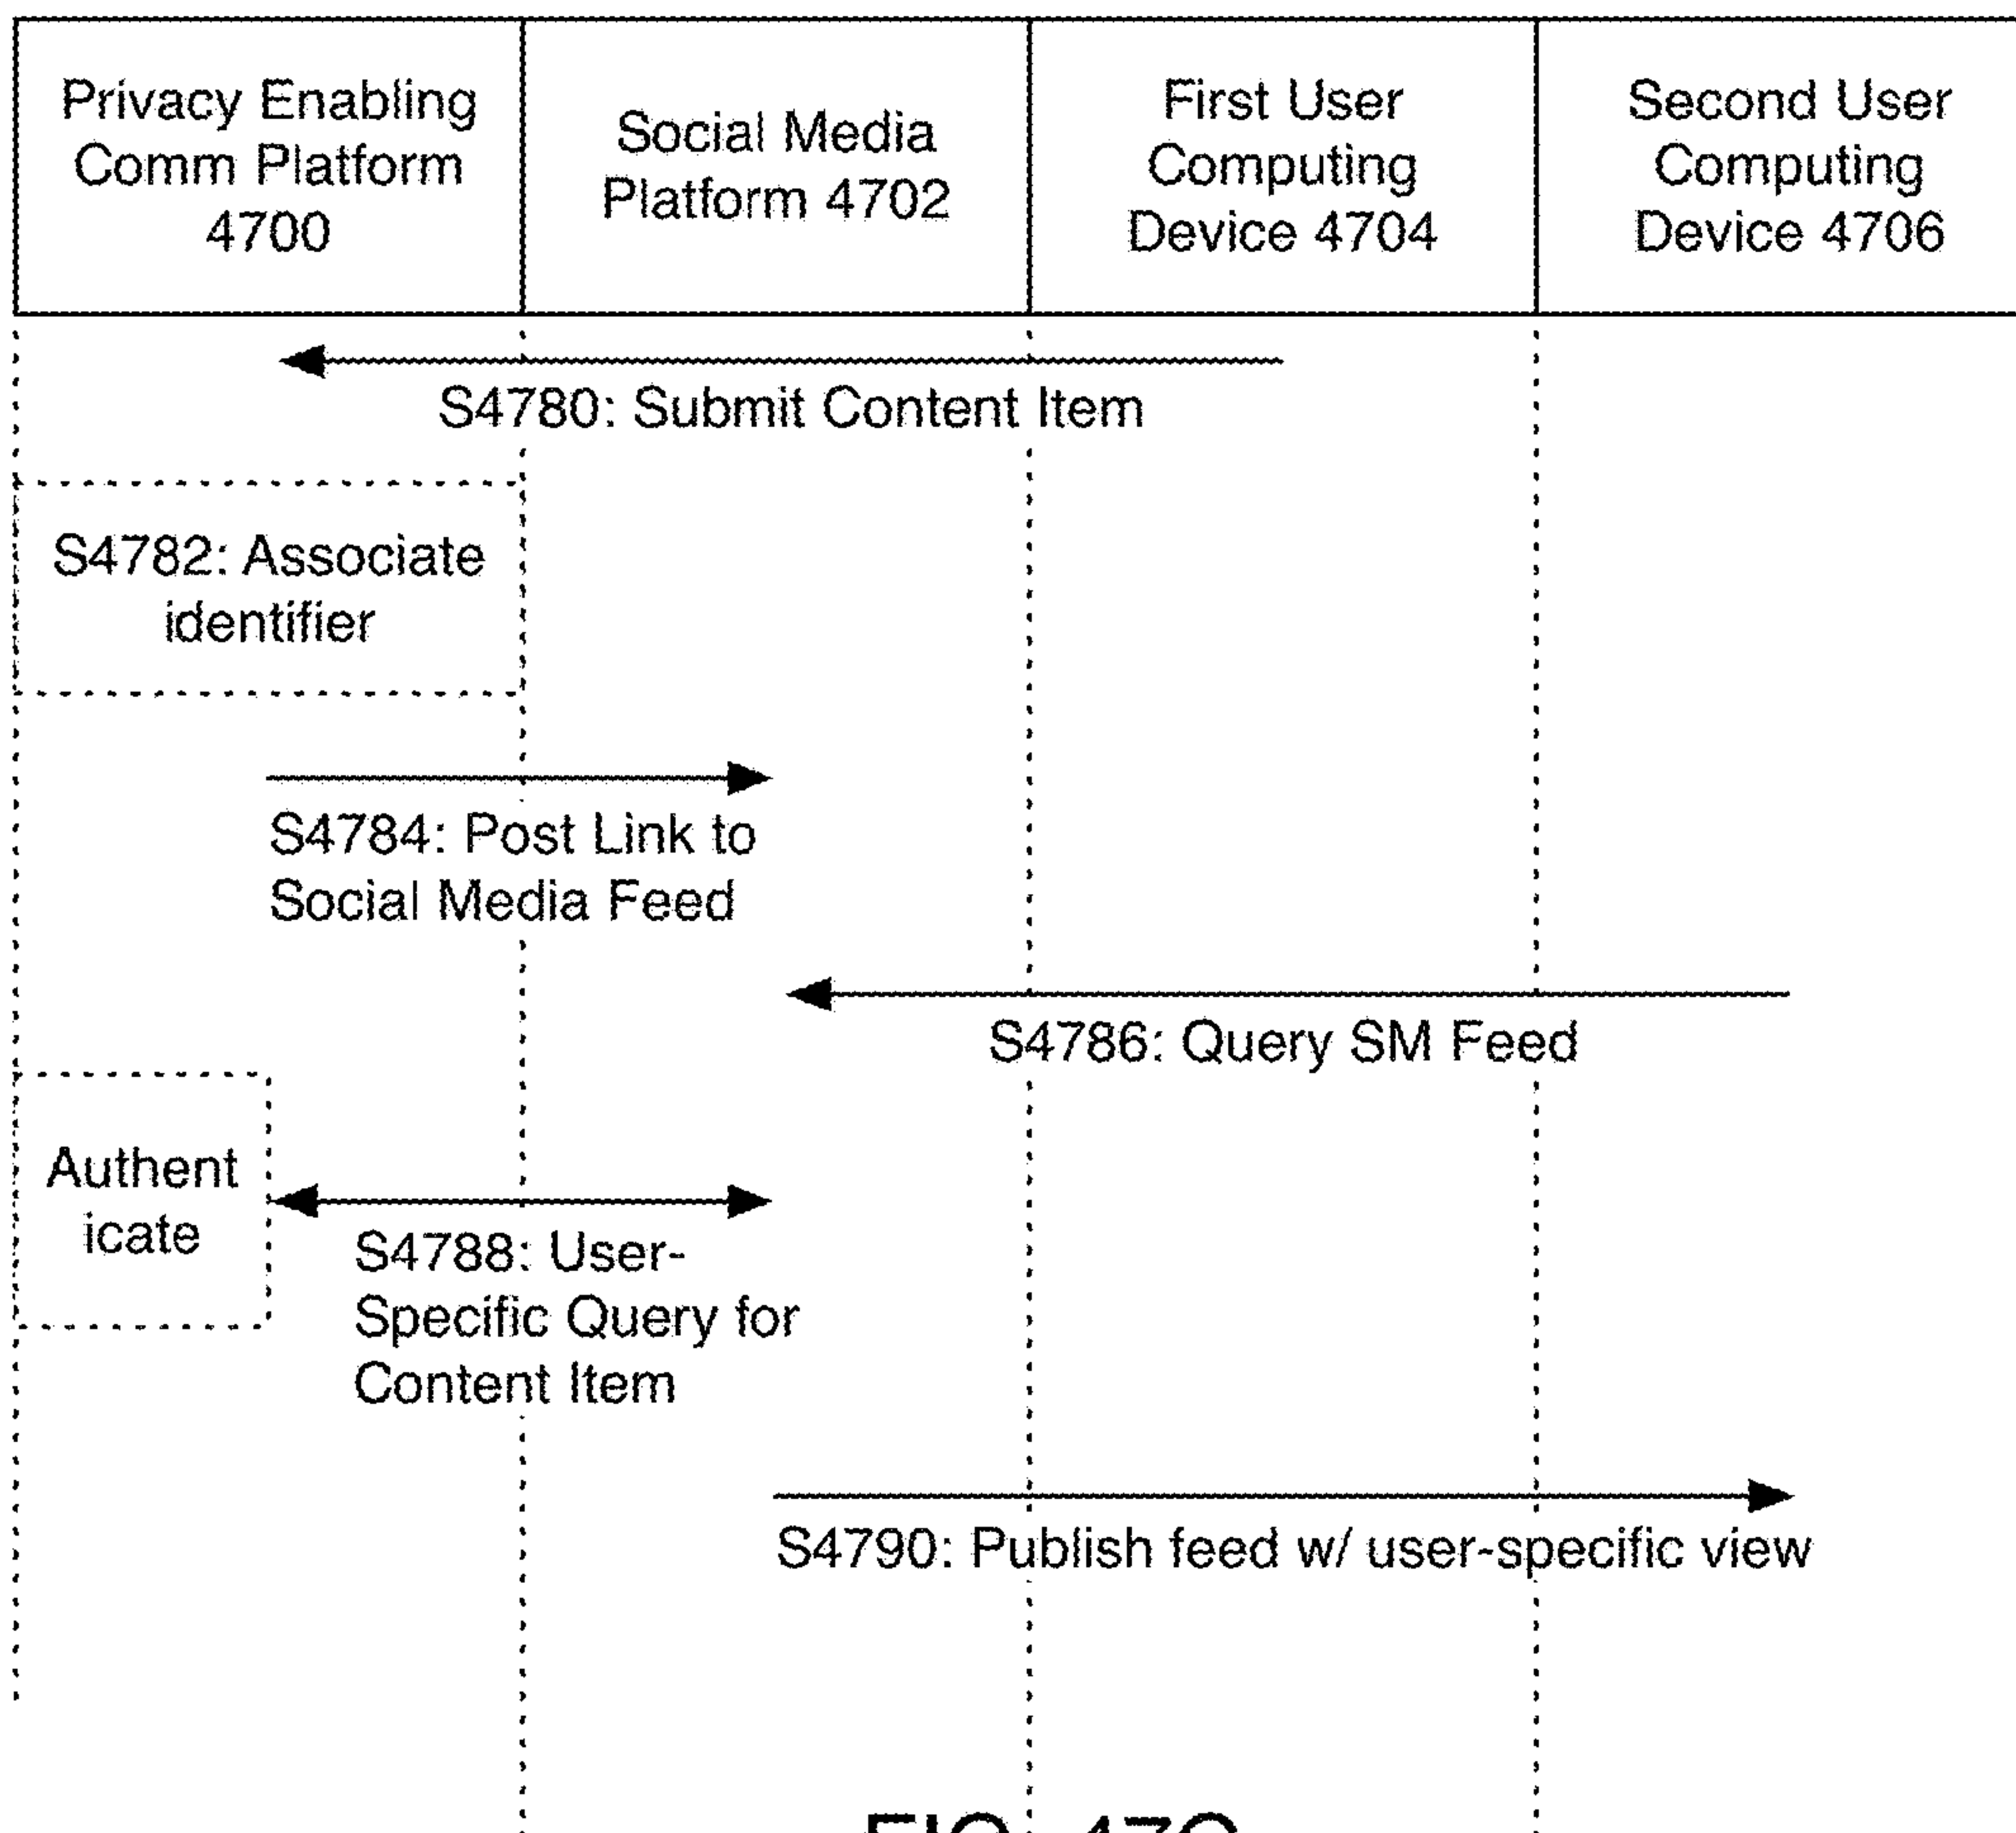 Privacy Enabling
Comm Platform
4700
Social Media
Platform 4702
First User
Computing
Device 4704
Second User
Computing
Device 4706
S4780: Submit Content Item
S4782: Associate
identifier
S4784: Post Link to
Social Media Feed
S4786: Query SM Feed
Authent
icate
S4788: User-
Specific Query for
Content Item
S4790: Publish feed w/ user-specific view